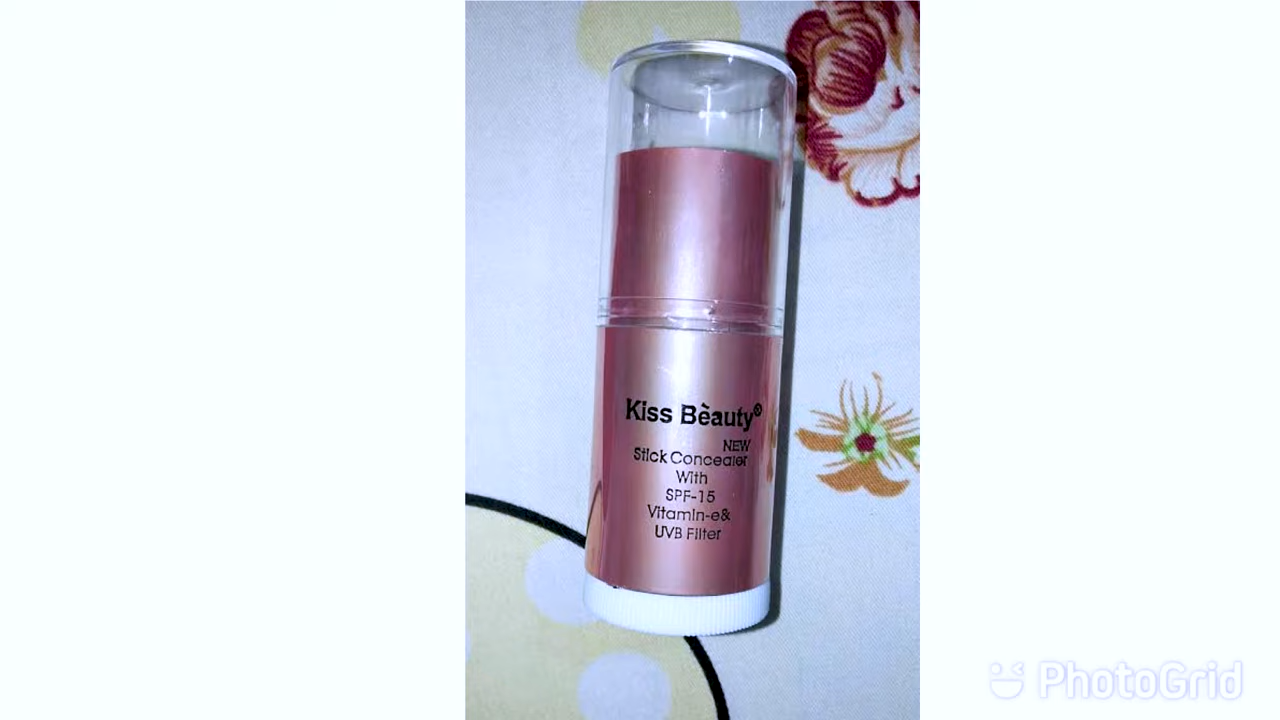 Kiss Bèauty®
NEW
Stick Concealer
With
SPF-15
Vitamin-e&
UVB Filter
PhotoGrid